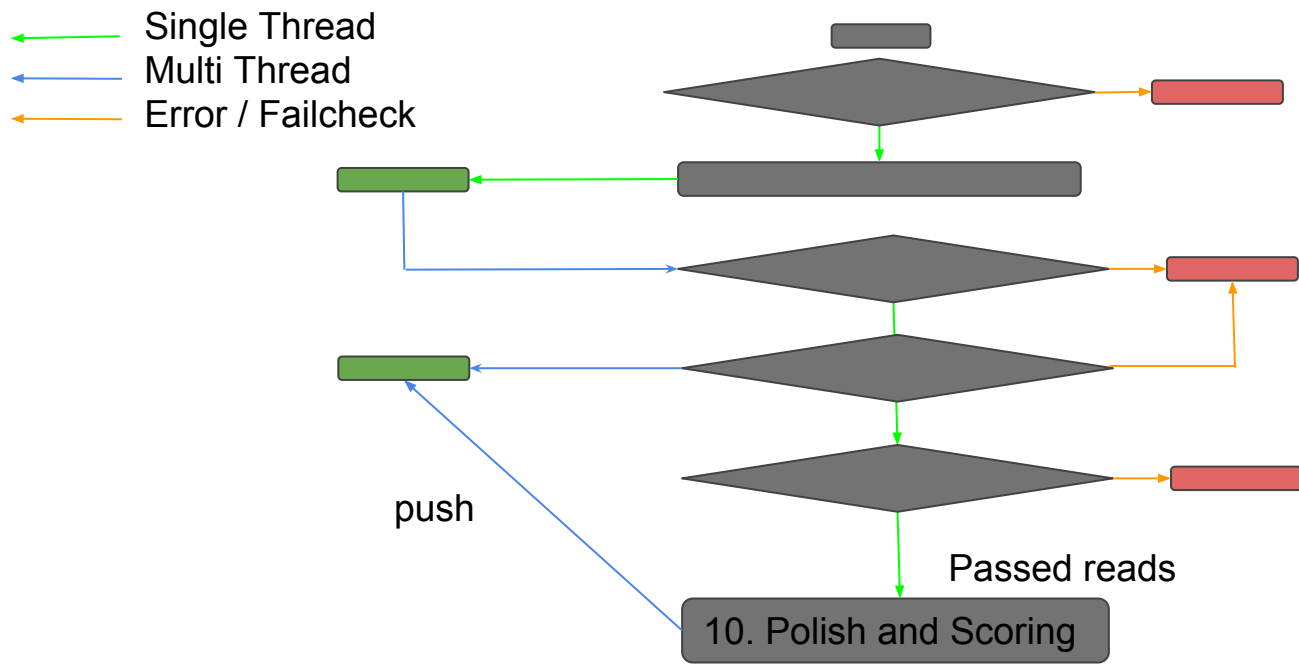 Single Thread
Multi Thread
Error / Failcheck
push
Passed reads
10. Polish and Scoring